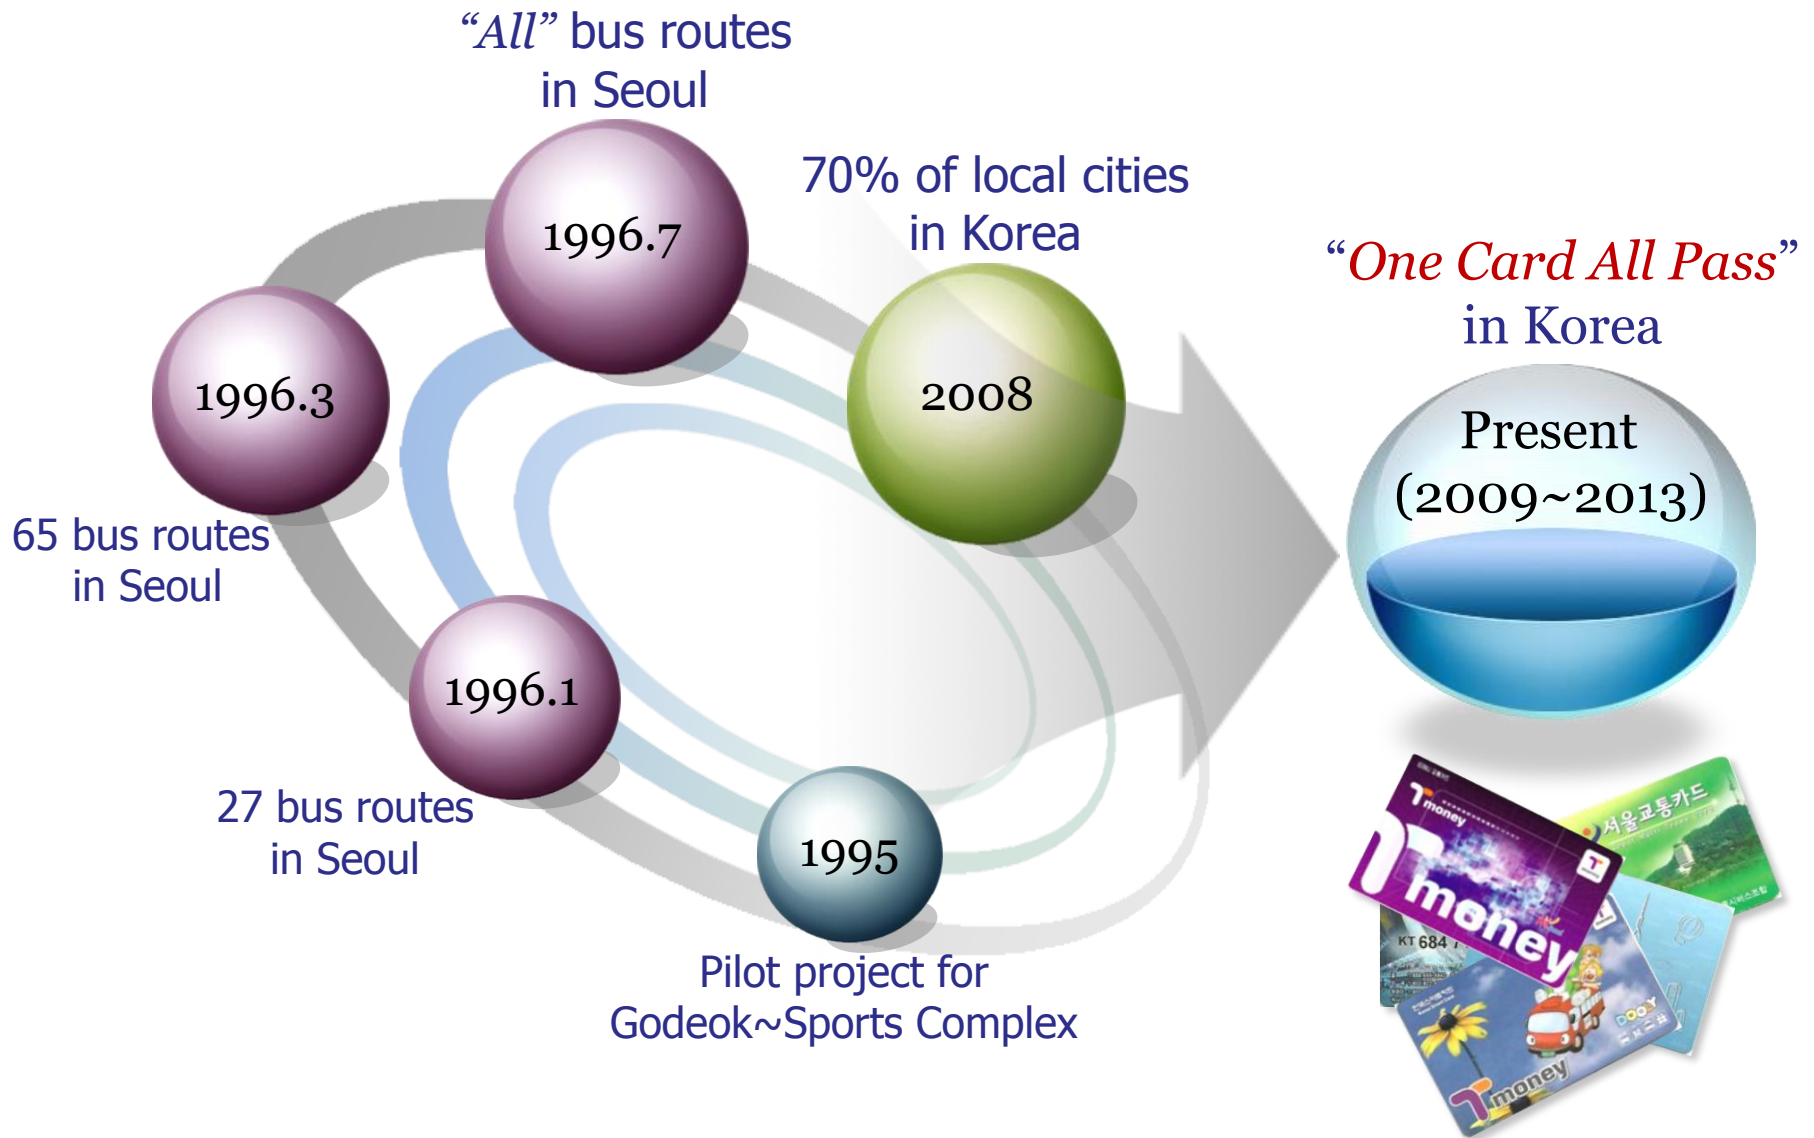 “All” bus routes
in Seoul
1996.7
70% of local cities
in Korea
2008
“One Card All Pass”
in Korea
Present
(2009~2013)
1996.3
65 bus routes
in Seoul
1996.1
27 bus routes
in Seoul
1995
Pilot project for
Godeok~Sports Complex
T money
T money
서울교통카드
KT 684
T money